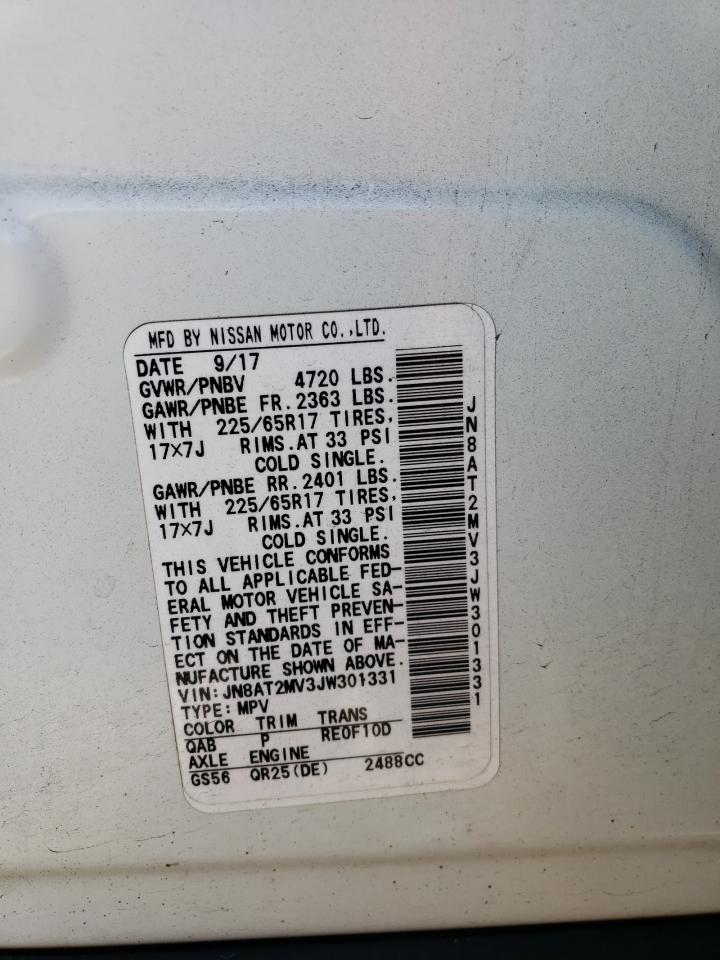 MFD BY NISSAN MOTOR CO.,LTD.
DATE 9/17
GVWR/PNBV 4720 LBS.
GAWR/PNBE FR. 2363 LBS.
WITH 225/65R17 TIRES,
17X7J RIMS.AT 33 PSI
COLD SINGLE.
GAWR/PNBE RR. 2401 LBS.
WITH 225/65R17 TIRES,
17X7J RIMS.AT 33 PSI
COLD SINGLE.
THIS VEHICLE CONFORMS
TO ALL APPLICABLE FED-
ERAL MOTOR VEHICLE SA-
FETY AND THEFT PREVEN-
TION STANDARDS IN EFF-
ECT ON THE DATE OF MA-
NUFACTURE SHOWN ABOVE.
VIN: JN8AT2MV3JW301331
TYPE: MPV
COLOR TRIM TRANS
QAB P RE0F10D
AXLE ENGINE
GS56 QR25(DE) 2488CC
JN8AT2MV3JW301331